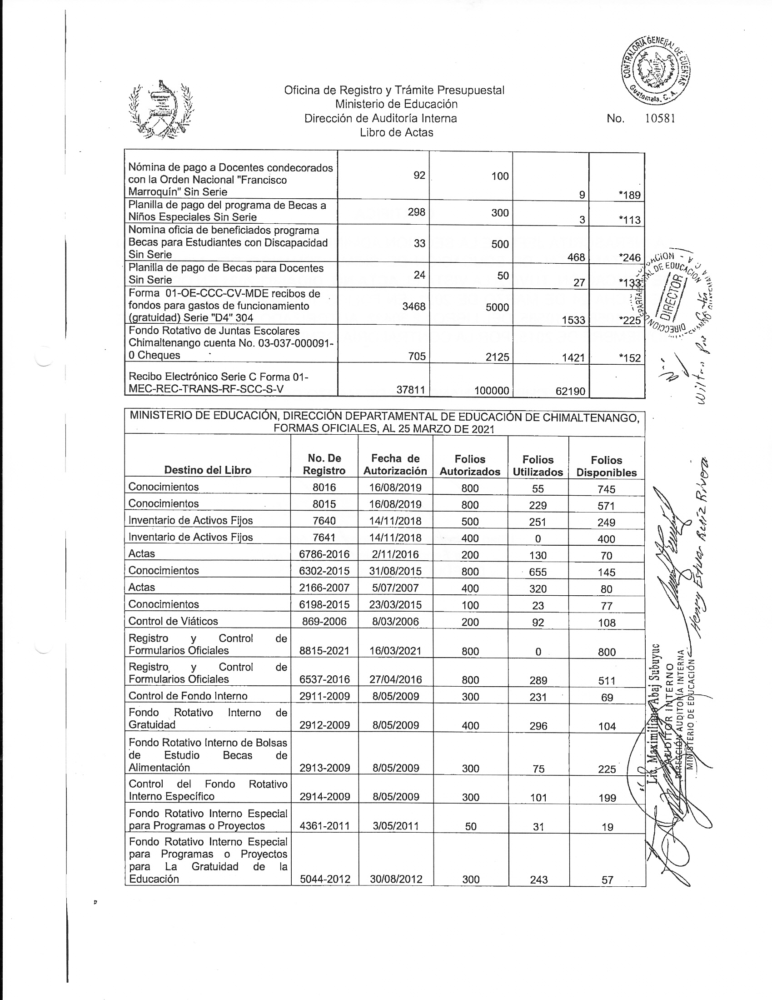 CONTRALORÍA GENERAL DE CUENTAS
Guatemala, C. A.
Oficina de Registro y Trámite Presupuestal
Ministerio de Educación
Dirección de Auditoría Interna
Libro de Actas
No. 10581
Nómina de pago a Docentes condecorados
con la Orden Nacional "Francisco
Marroquín" Sin Serie 92 100 9 *189
Planilla de pago del programa de Becas a
Niños Especiales Sin Serie 298 300 3 *113
Nomina oficia de beneficiados programa
Becas para Estudiantes con Discapacidad
Sin Serie 33 500 468 *246
Planilla de pago de Becas para Docentes
Sin Serie 24 50 27 *133
Forma 01-OE-CCC-CV-MDE recibos de
fondos para gastos de funcionamiento
(gratuidad) Serie "D4" 304 3468 5000 1533 *225
Fondo Rotativo de Juntas Escolares
Chimaltenango cuenta No. 03-037-000091-
0 Cheques 705 2125 1421 *152
Recibo Electrónico Serie C Forma 01-
MEC-REC-TRANS-RF-SCC-S-V 37811 100000 62190
MINISTERIO DE EDUCACIÓN, DIRECCIÓN DEPARTAMENTAL DE EDUCACIÓN DE CHIMALTENANGO,
FORMAS OFICIALES, AL 25 MARZO DE 2021
No. De Fecha de Folios Folios Folios
Destino del Libro Registro Autorización Autorizados Utilizados Disponibles
Conocimientos 8016 16/08/2019 800 55 745
Conocimientos 8015 16/08/2019 800 229 571
Inventario de Activos Fijos 7640 14/11/2018 500 251 249
Inventario de Activos Fijos 7641 14/11/2018 400 0 400
Actas 6786-2016 2/11/2016 200 130 70
Conocimientos 6302-2015 31/08/2015 800 655 145
Actas 2166-2007 5/07/2007 400 320 80
Conocimientos 6198-2015 23/03/2015 100 23 77
Control de Viáticos 869-2006 8/03/2006 200 92 108
Registro y Control de
Formularios Oficiales 8815-2021 16/03/2021 800 0 800
Registro y Control de
Formularios Oficiales 6537-2016 27/04/2016 800 289 511
Control de Fondo Interno 2911-2009 8/05/2009 300 231 69
Fondo Rotativo Interno de
Gratuidad 2912-2009 8/05/2009 400 296 104
Fondo Rotativo Interno de Bolsas
de Estudio Becas de
Alimentación 2913-2009 8/05/2009 300 75 225
Control del Fondo Rotativo
Interno Específico 2914-2009 8/05/2009 300 101 199
Fondo Rotativo Interno Especial
para Programas o Proyectos 4361-2011 3/05/2011 50 31 19
Fondo Rotativo Interno Especial
para Programas o Proyectos
para La Gratuidad de la
Educación 5044-2012 30/08/2012 300 243 57
DE EDUCACIÓN
DIRECTOR
DIRECCION
Henry Estuar Ruíz Rivera
Lic. Maximiliano Abaj Subuyuc
AUDITOR INTERNO
DIRECCIÓN AUDITORÍA INTERNA
MINISTERIO DE EDUCACIÓN